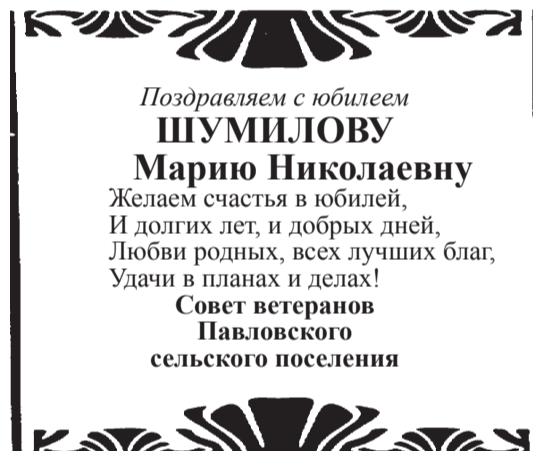 Поздравляем с юбилеем
ШУМИЛОВУ
Марию Николаевну
Желаем счастья в юбилей,
И долгих лет, и добрых дней,
Любви родных, всех лучших благ,
Удачи в планах и делах!
Совет ветеранов
Павловского
сельского поселения